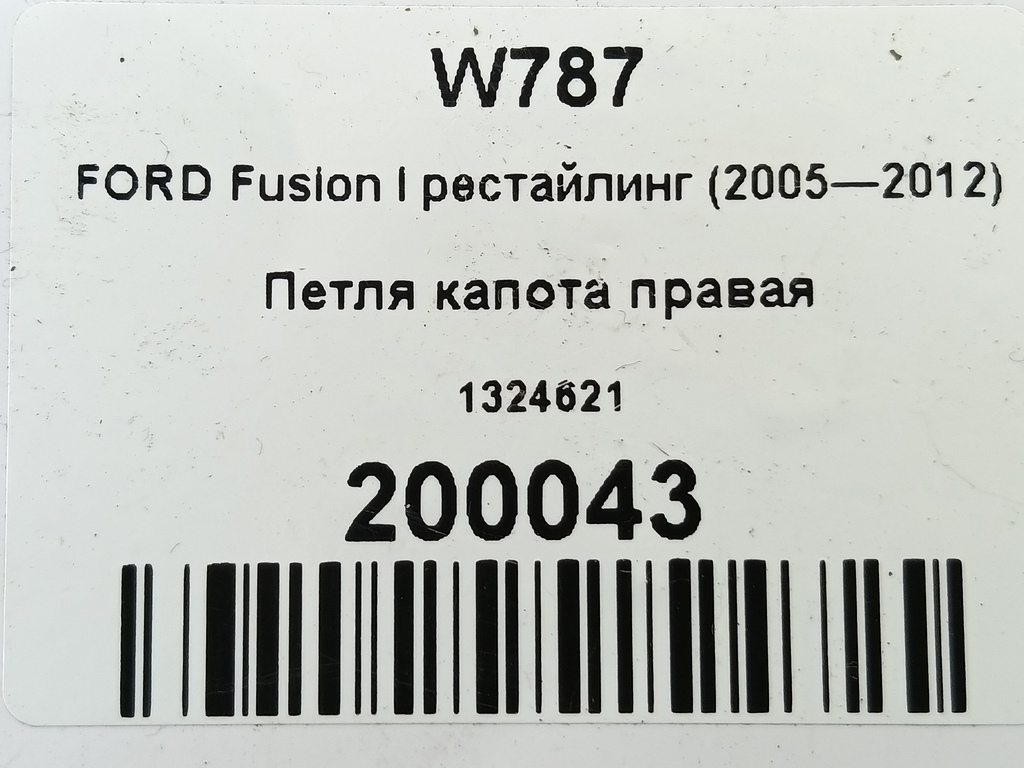 W787
FORD Fusion I рестайлинг (2005—2012)
Петля капота правая
1324621
200043